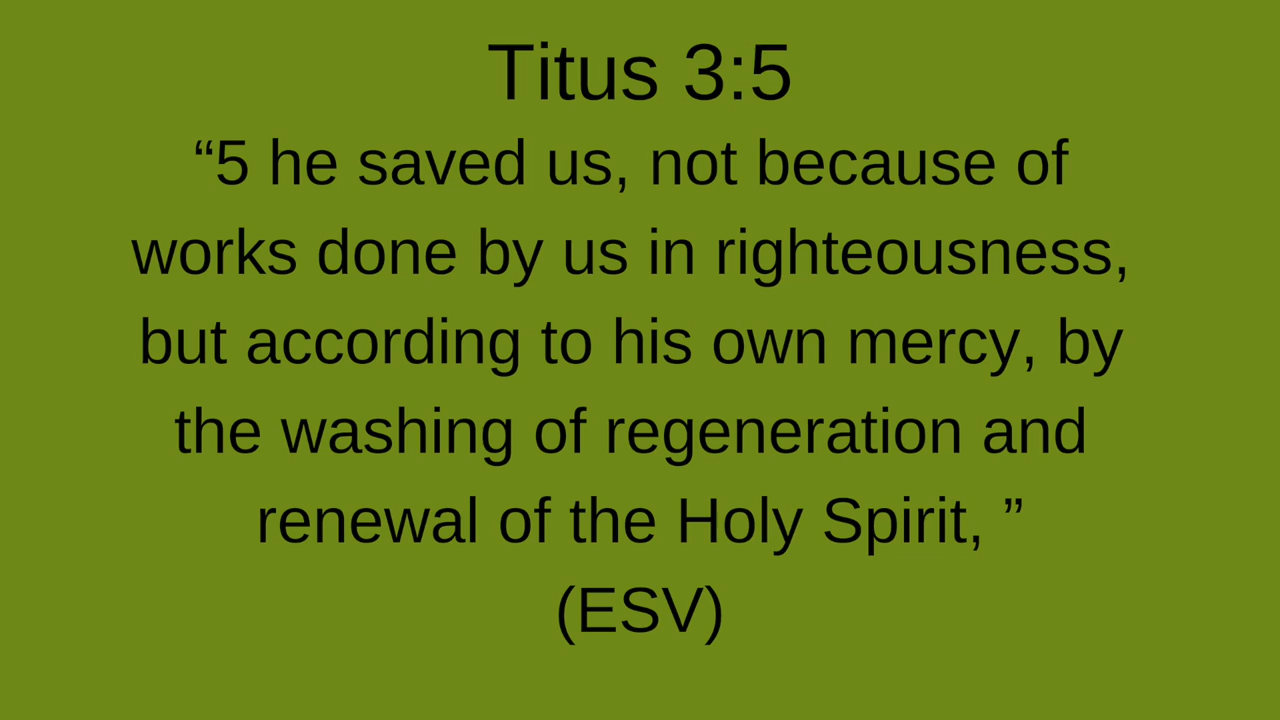 Titus 3:5
“5 he saved us, not because of
works done by us in righteousness,
but according to his own mercy, by
the washing of regeneration and
renewal of the Holy Spirit, ”
(ESV)